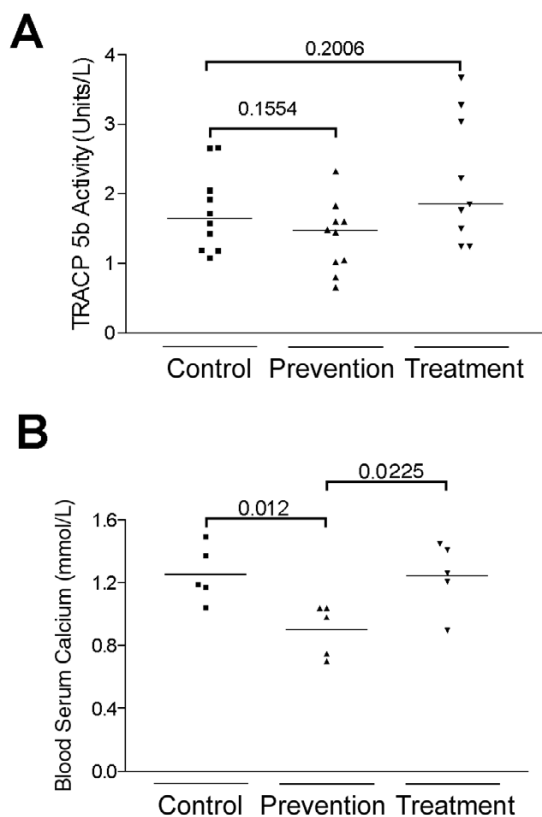 A
0.2006
0.1554
TRACP 5b Activity (Units/L)
4
3
2
1
0
Control Prevention Treatment
B
0.0225
0.012
Blood Serum Calcium (mmol/L)
1.6
1.2
0.8
0.4
0.0
Control Prevention Treatment